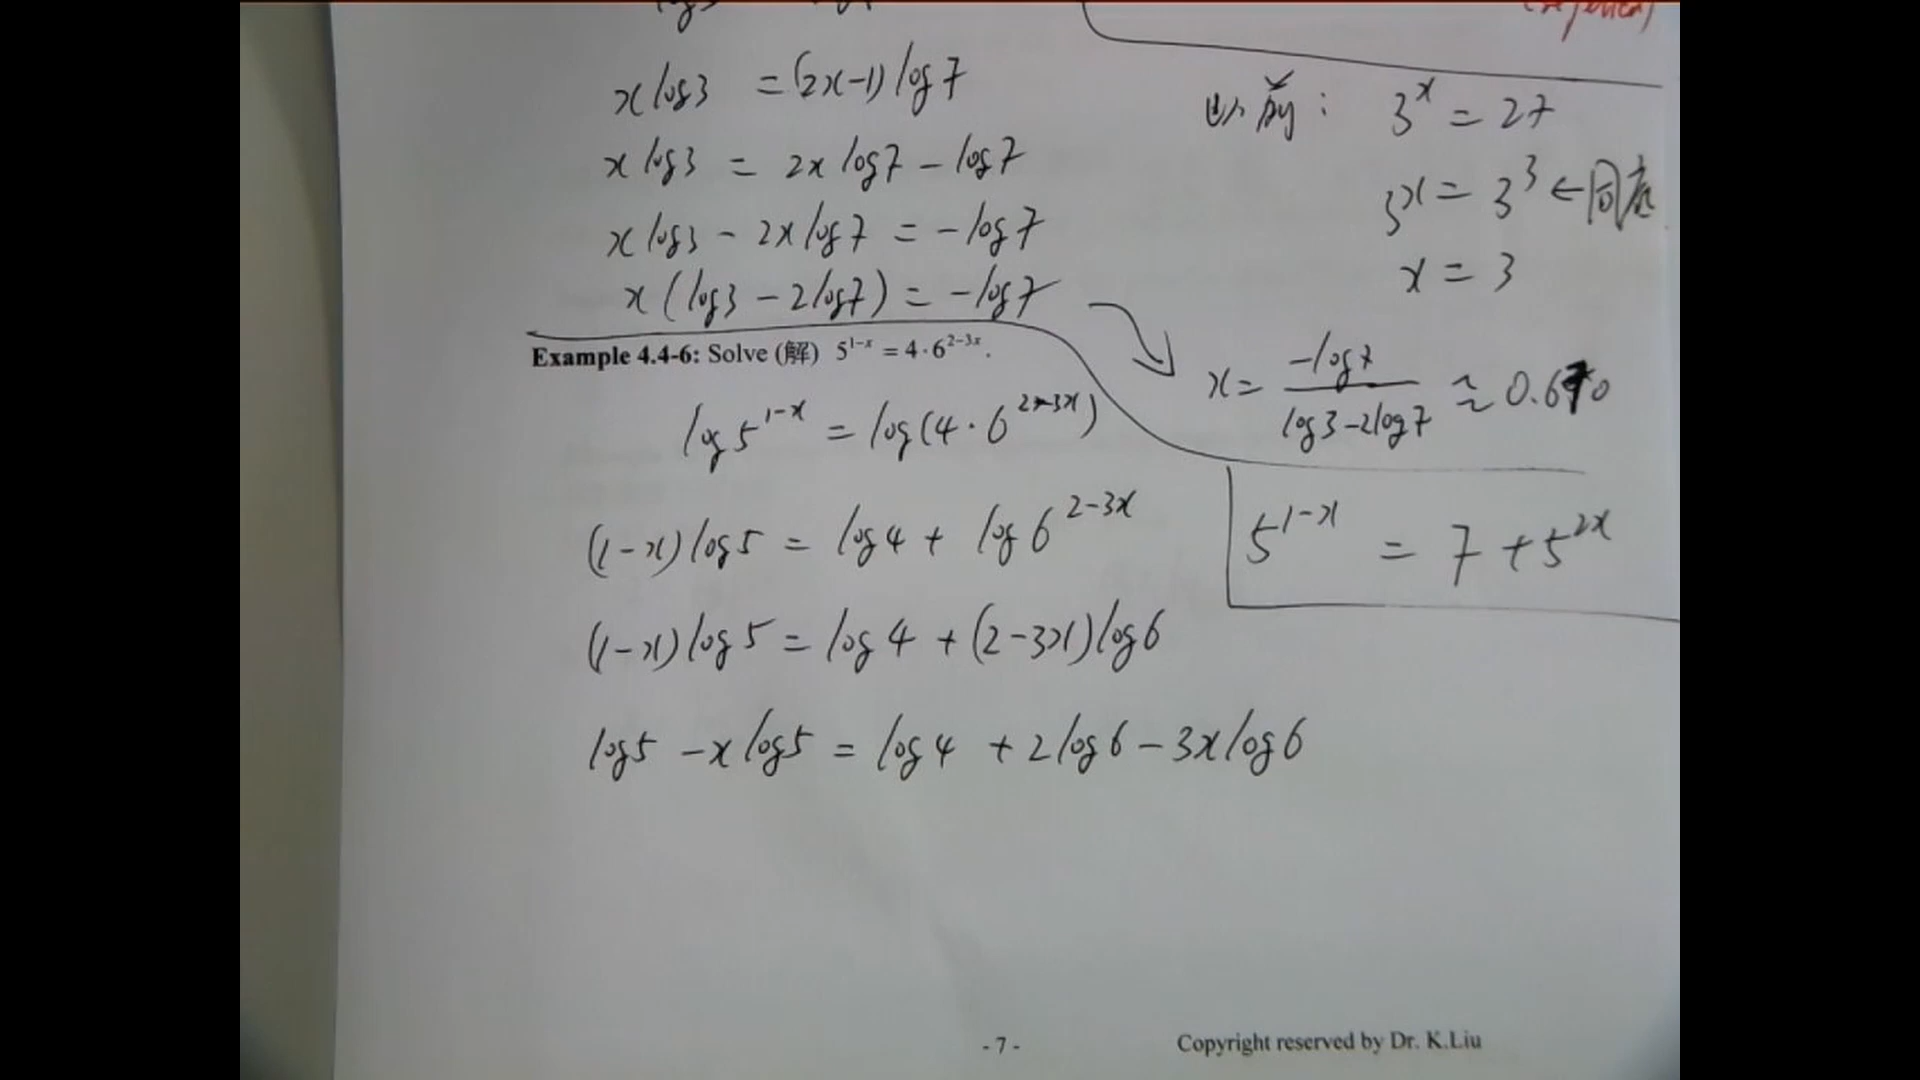 x log3 = (2x-1) log7
x log3 = 2x log7 - log7
x log3 - 2x log7 = - log7
x (log3 - 2log7) = - log7
以前: 3^x = 27
3^x = 3^3 ← 同底
x = 3
x = -log7 / (log3 - 2log7) ≈ 0.670
Example 4.4-6: Solve (解) 5^{1-x} = 4·6^{2-3x}.
log 5^{1-x} = log(4·6^{2-3x})
(1-x) log5 = log4 + log6^{2-3x}
(1-x) log5 = log4 + (2-3x) log6
log5 - x log5 = log4 + 2log6 - 3x log6
5^{1-x} = 7 + 5^{2x}
- 7 -
Copyright reserved by Dr. K.Liu